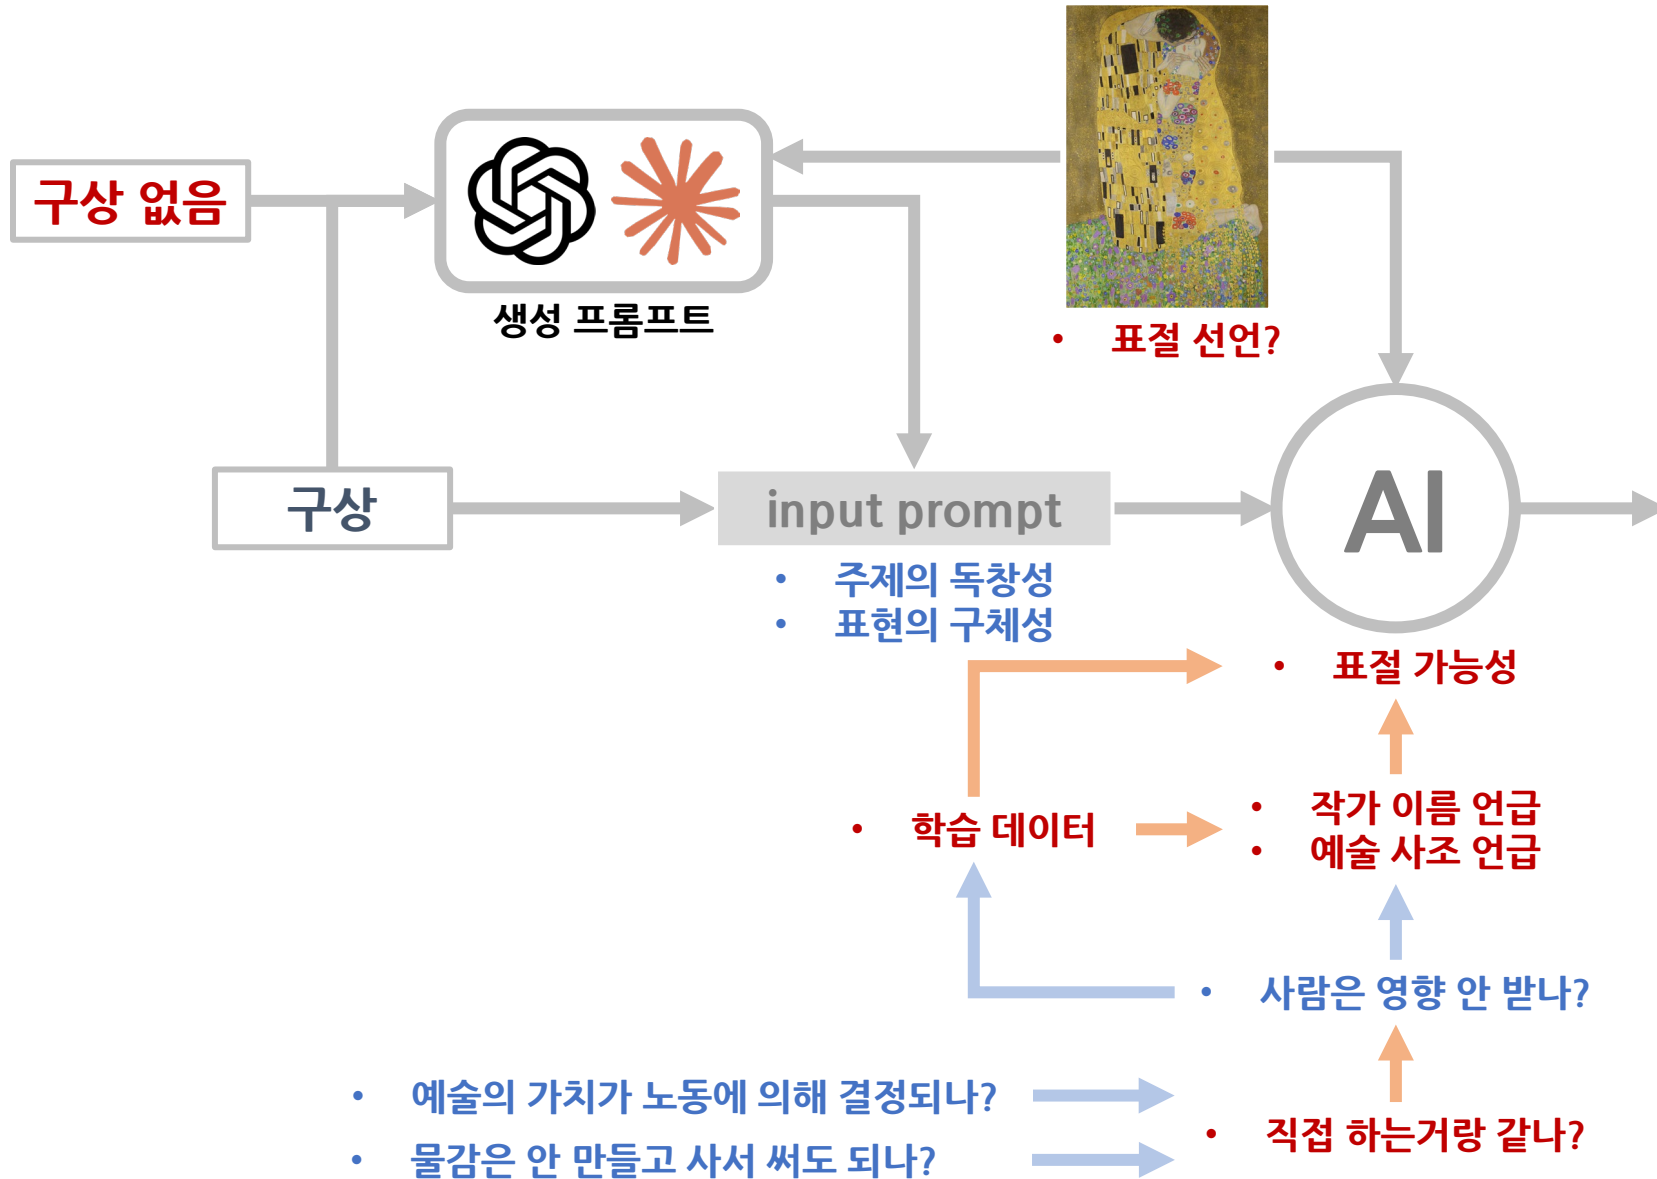 구상 없음
생성 프롬프트
• 표절 선언?
구상
input prompt
AI
• 주제의 독창성
• 표현의 구체성
• 표절 가능성
• 학습 데이터
• 작가 이름 언급
• 예술 사조 언급
• 사람은 영향 안 받나?
• 예술의 가치가 노동에 의해 결정되나?
• 직접 하는거랑 같나?
• 물감은 안 만들고 사서 써도 되나?